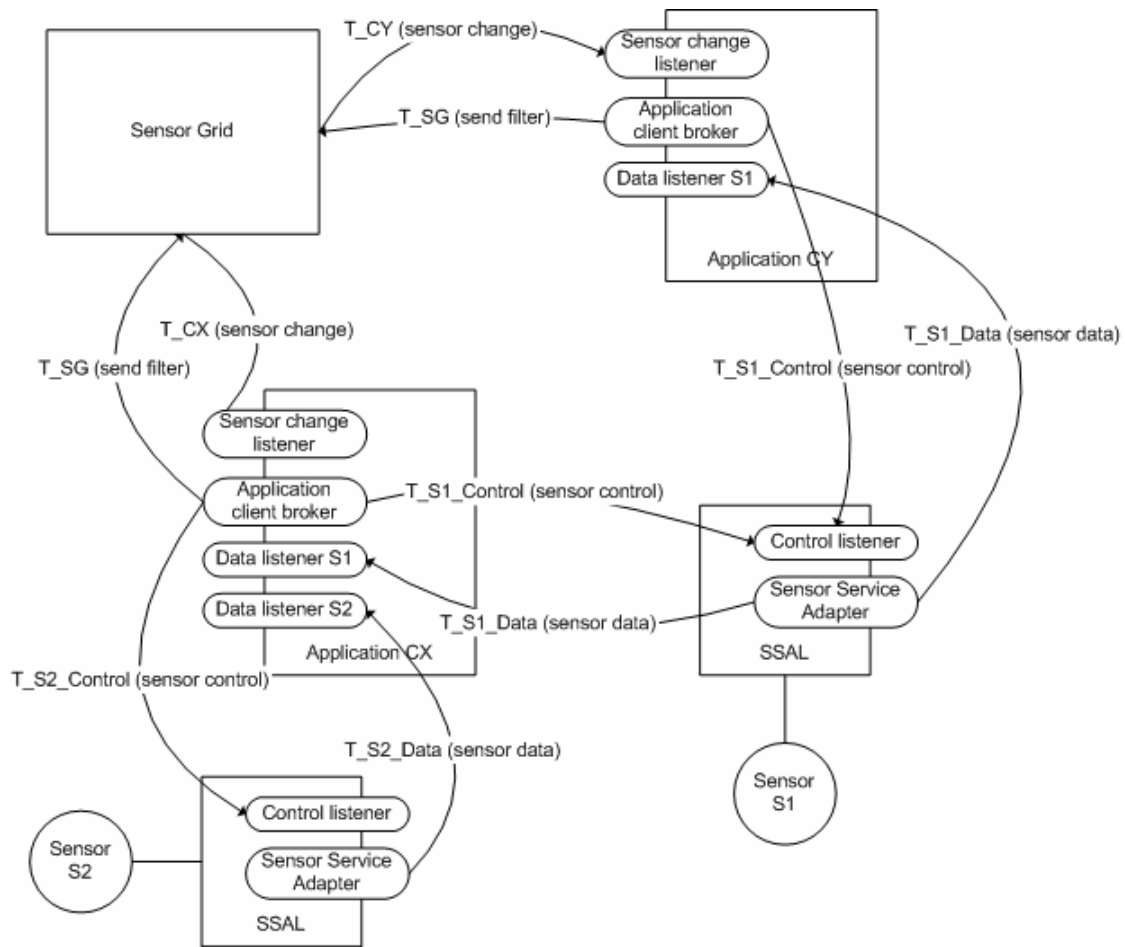 T_CY (sensor change)
Sensor change
listener
Sensor Grid
T_SG (send filter)
Application
client broker
Data listener S1
Application CY
T_CX (sensor change)
T_SG (send filter)
T_S1_Data (sensor data)
T_S1_Control (sensor control)
Sensor change
listener
Application
client broker
T_S1_Control (sensor control)
Data listener S1
Data listener S2
Application CX
Control listener
Sensor Service
Adapter
T_S1_Data (sensor data)
SSAL
T_S2_Control (sensor control)
T_S2_Data (sensor data)
Sensor
S1
Control listener
Sensor
S2
Sensor Service
Adapter
SSAL